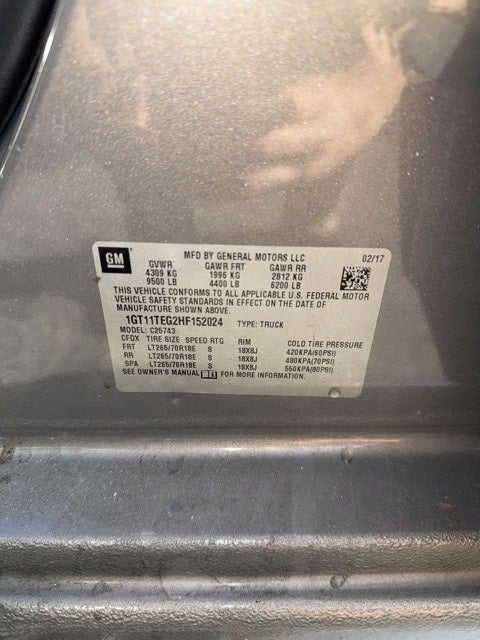 GM MFD BY GENERAL MOTORS LLC 02/17
GVWR GAWR FRT GAWR RR
4309 KG 1996 KG 2812 KG
9500 LB 4400 LB 6200 LB
THIS VEHICLE CONFORMS TO ALL APPLICABLE U.S. FEDERAL MOTOR
VEHICLE SAFETY STANDARDS IN EFFECT ON THE DATE OF
MANUFACTURE SHOWN ABOVE.
1GT11TEG2HF152024 TYPE: TRUCK
MODEL: C25743
CFDX TIRE SIZE SPEED RTG RIM COLD TIRE PRESSURE
FRT LT265/70R18E S 18X8J 420KPA(60PSI)
RR LT265/70R18E S 18X8J 480KPA(70PSI)
SPA LT265/70R18E S 18X8J 550KPA(80PSI)
SEE OWNER'S MANUAL FOR MORE INFORMATION.